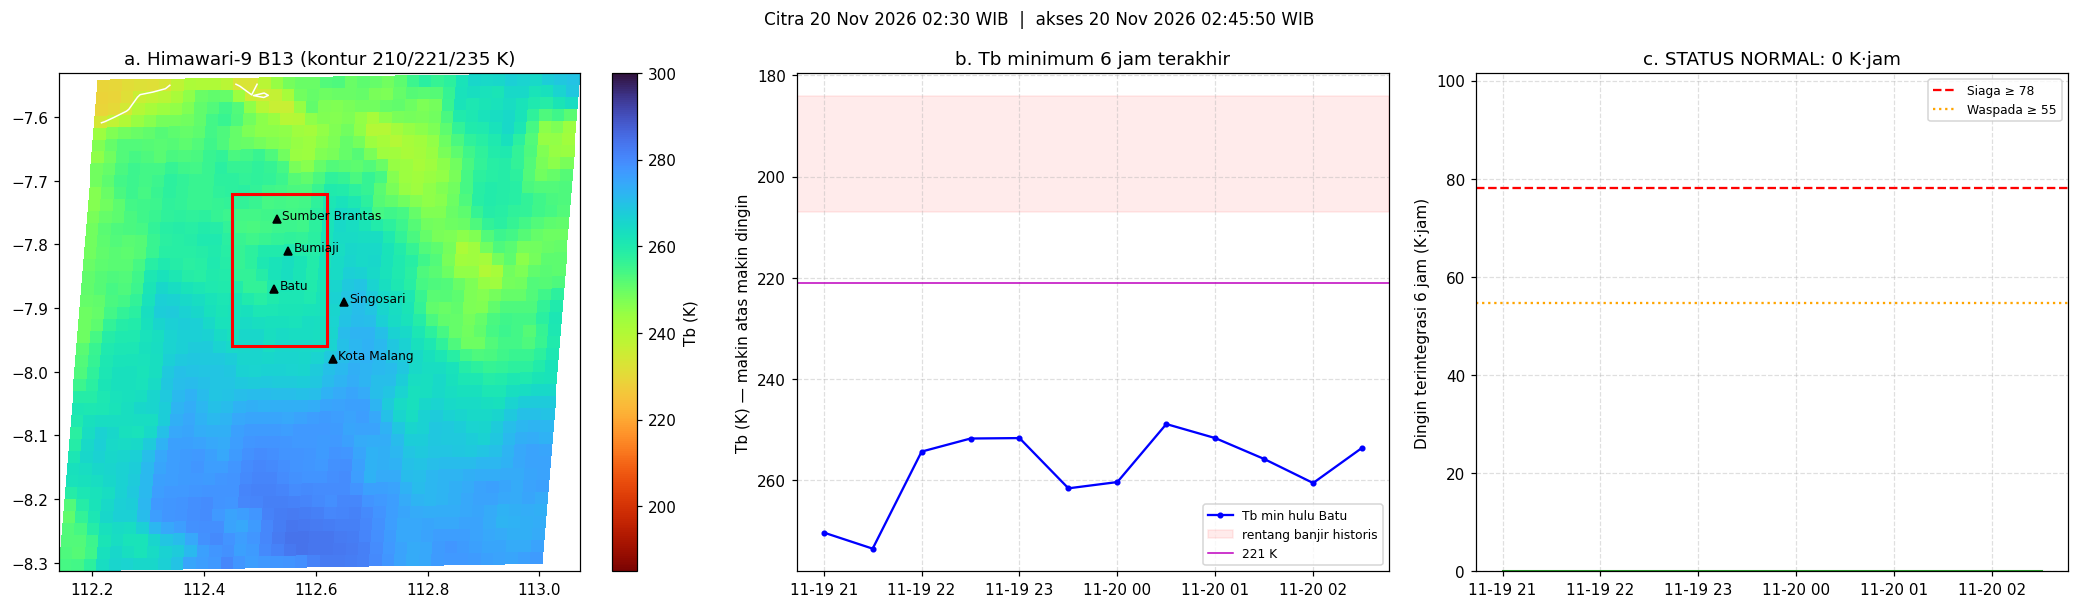 Citra 20 Nov 2026 02:30 WIB | akses 20 Nov 2026 02:45:50 WIB
a. Himawari-9 B13 (kontur 210/221/235 K)
−7.6
−7.7
−7.8
−7.9
−8.0
−8.1
−8.2
−8.3
112.2
112.4
112.6
112.8
113.0
Sumber Brantas
Bumiaji
Batu
Singosari
Kota Malang
300
280
260
240
220
200
Tb (K)
b. Tb minimum 6 jam terakhir
Tb (K) — makin atas makin dingin
180
200
220
240
260
11-19 21
11-19 22
11-19 23
11-20 00
11-20 01
11-20 02
Tb min hulu Batu
rentang banjir historis
221 K
c. STATUS NORMAL: 0 K·jam
Dingin terintegrasi 6 jam (K·jam)
100
80
60
40
20
0
11-19 21
11-19 22
11-19 23
11-20 00
11-20 01
11-20 02
Siaga ≥ 78
Waspada ≥ 55